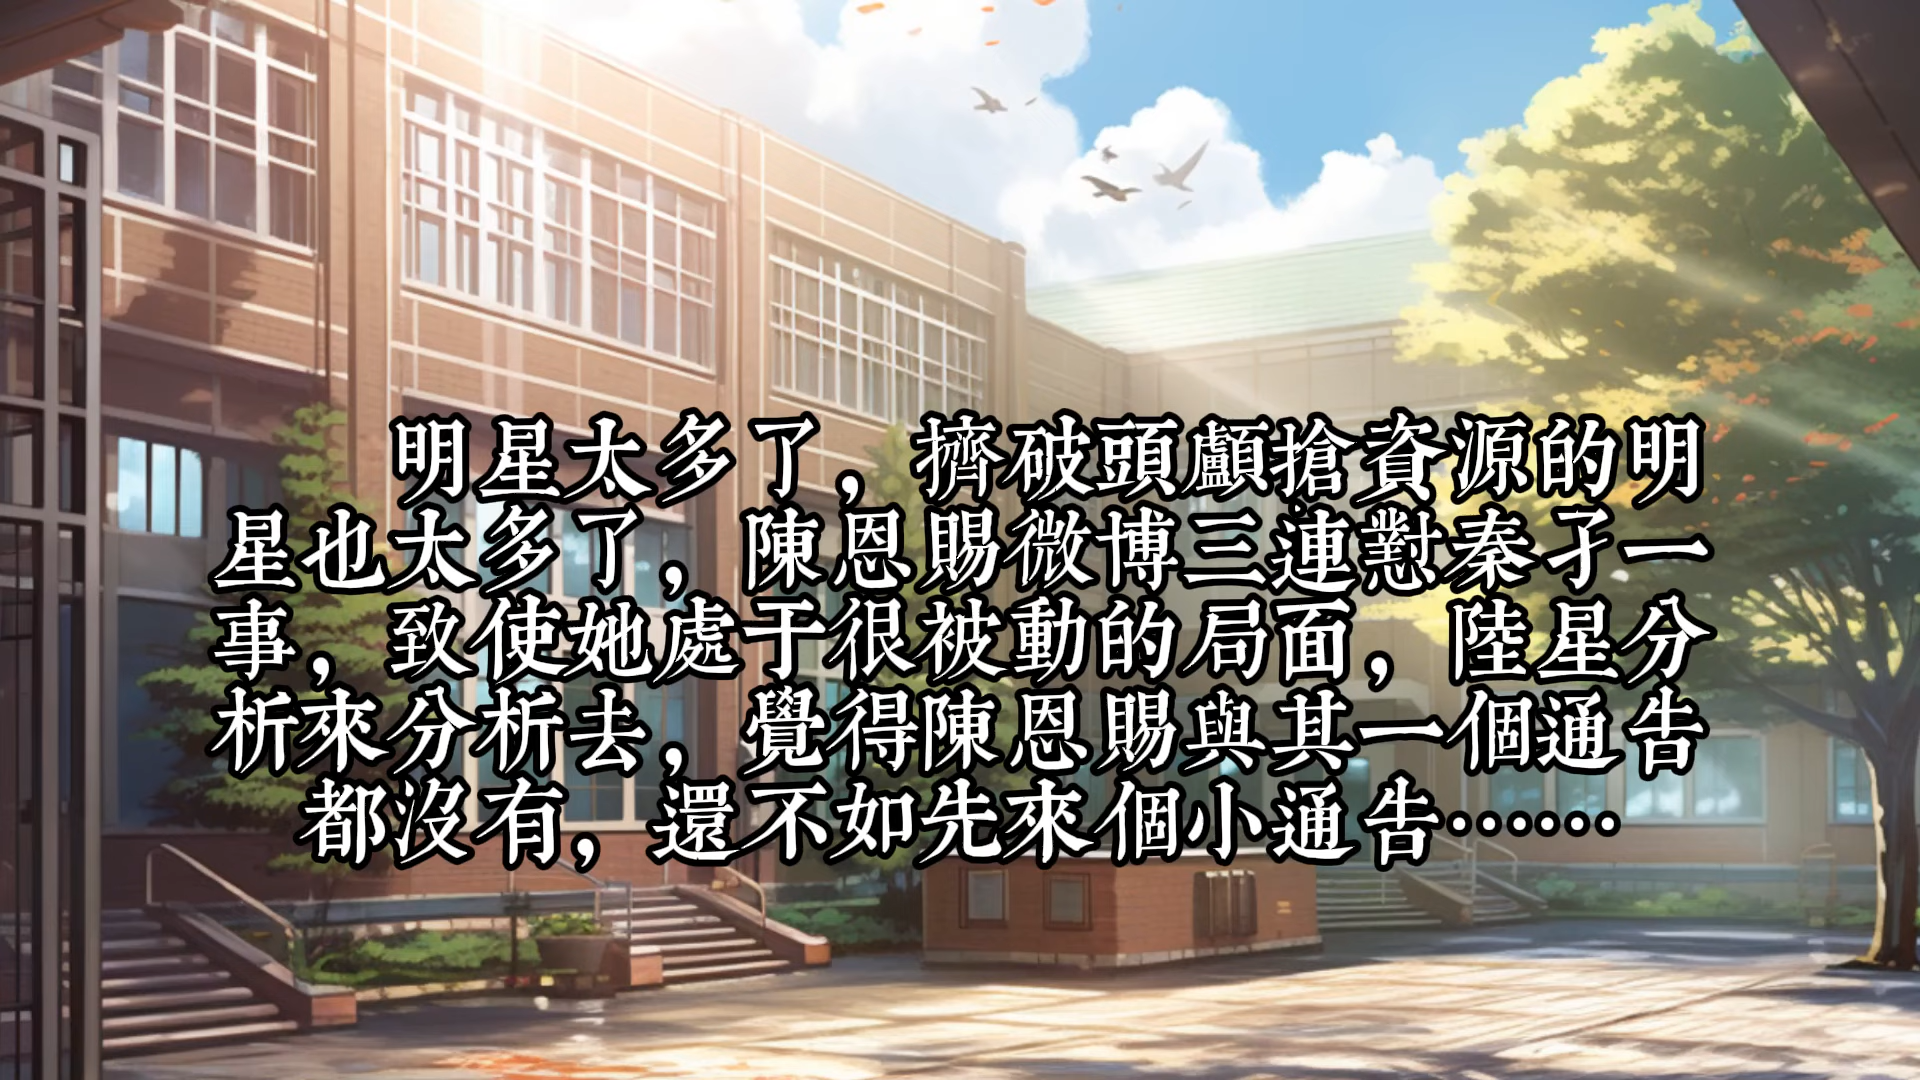 明星太多了，擠破頭顱搶資源的明
星也太多了，陳恩賜微博三連懟秦孑一
事，致使她處于很被動的局面，陸星分
析來分析去，覺得陳恩賜與其一個通告
都沒有，還不如先來個小通告……